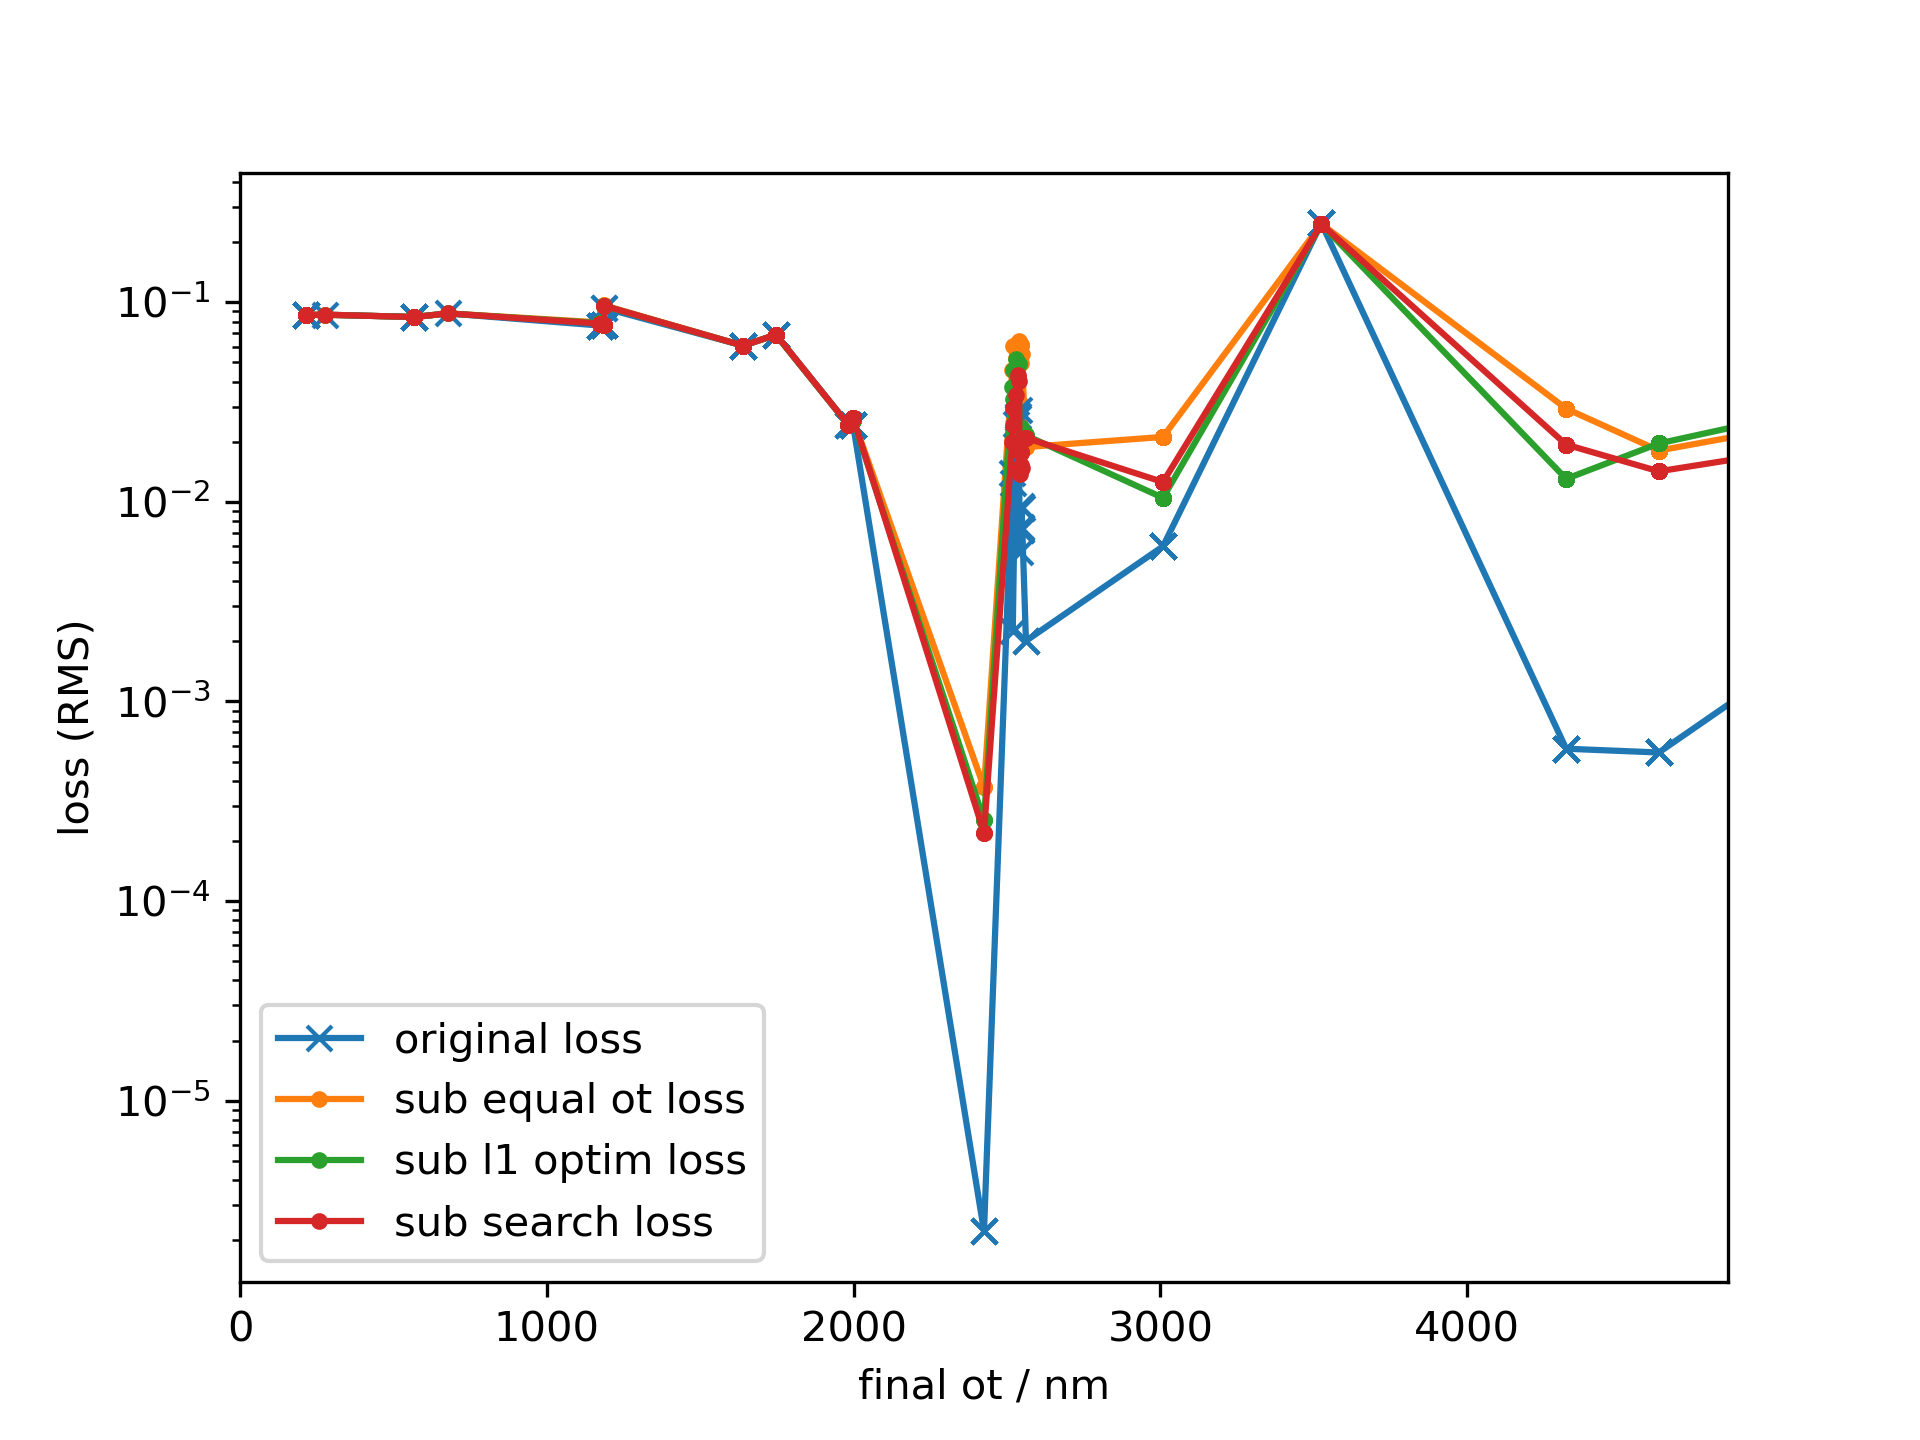 10⁻¹
10⁻²
10⁻³
10⁻⁴
10⁻⁵
loss (RMS)
original loss
sub equal ot loss
sub l1 optim loss
sub search loss
0 1000 2000 3000 4000
final ot / nm